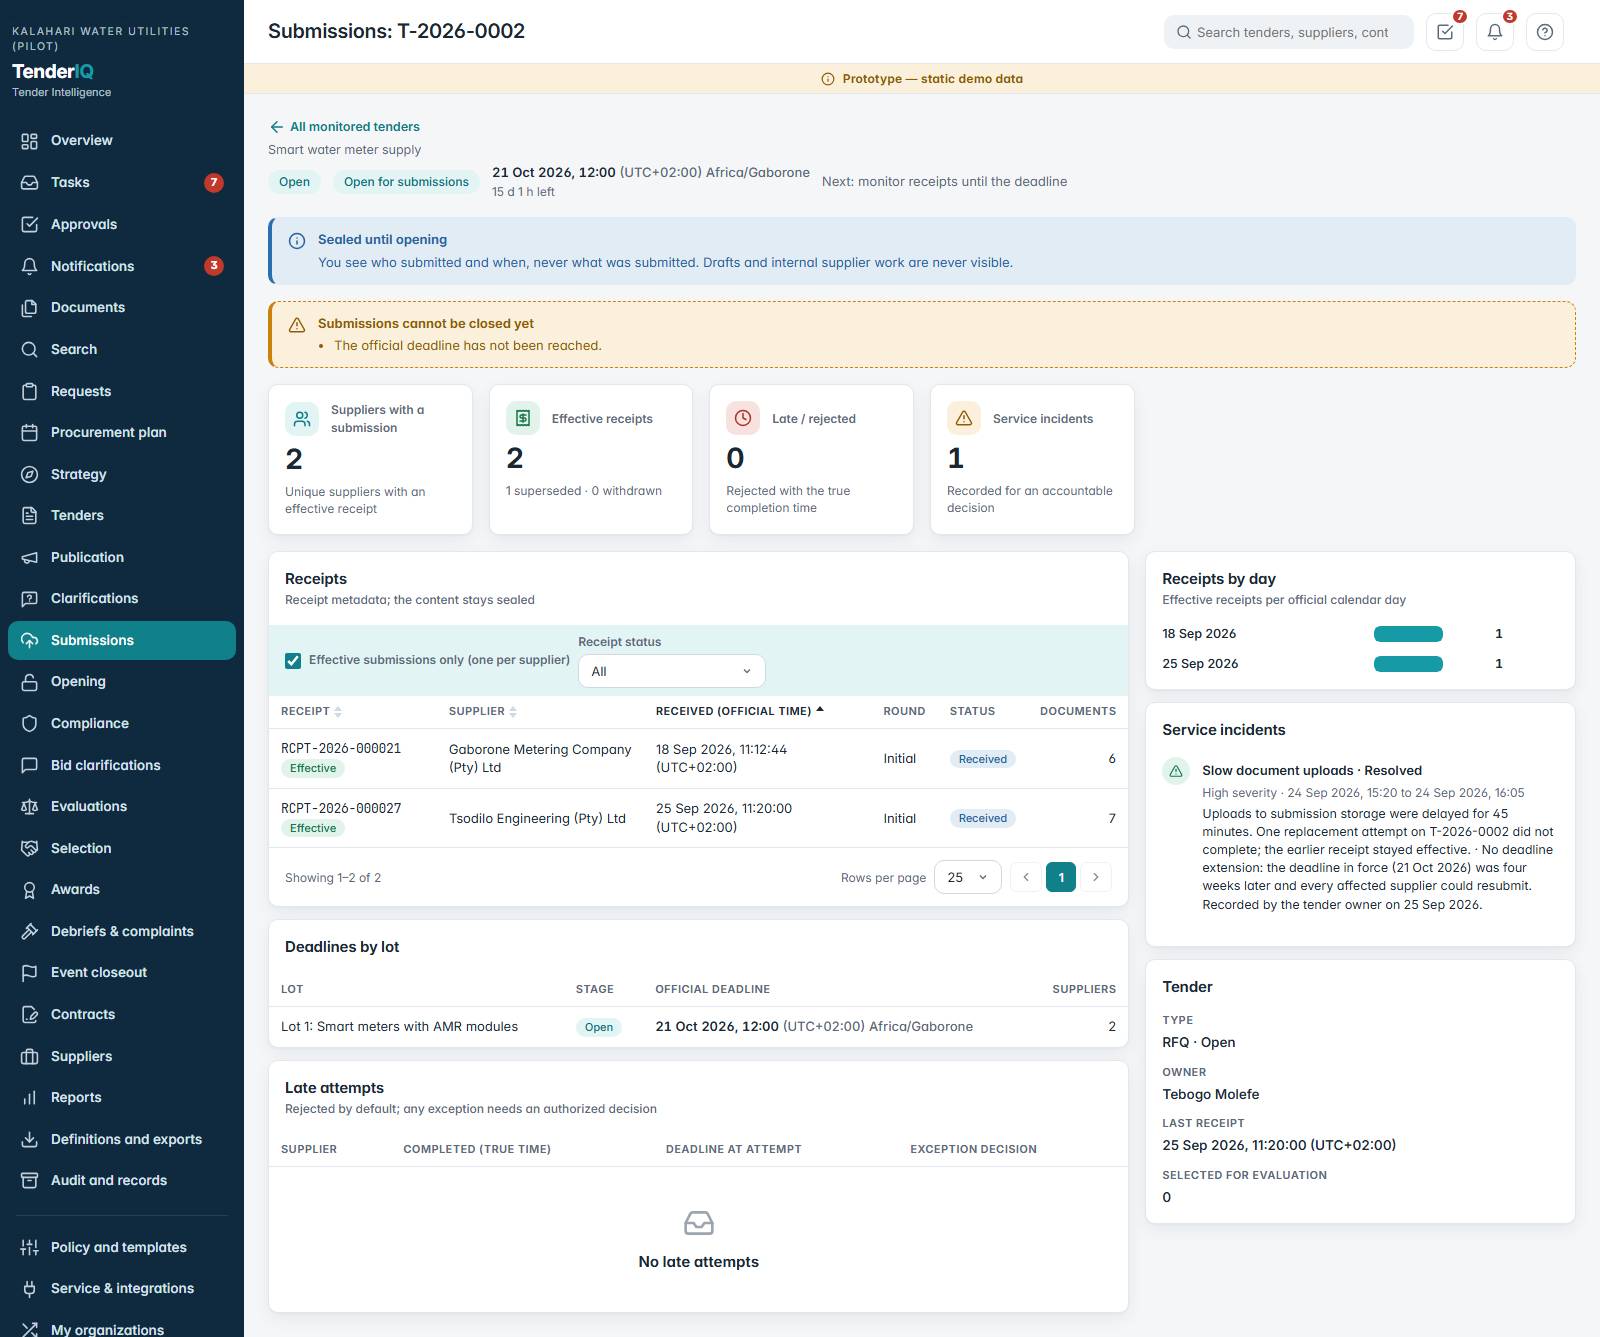 KALAHARI WATER UTILITIES
(PILOT)
TenderIQ
Tender Intelligence
Overview
Tasks 7
Approvals
Notifications 3
Documents
Search
Requests
Procurement plan
Strategy
Tenders
Publication
Clarifications
Submissions
Opening
Compliance
Bid clarifications
Evaluations
Selection
Awards
Debriefs & complaints
Event closeout
Contracts
Suppliers
Reports
Definitions and exports
Audit and records
Policy and templates
Service & integrations
My organizations
Submissions: T-2026-0002
Search tenders, suppliers, cont
7
3
Prototype — static demo data
All monitored tenders
Smart water meter supply
Open
Open for submissions
21 Oct 2026, 12:00 (UTC+02:00) Africa/Gaborone
15 d 1 h left
Next: monitor receipts until the deadline
Sealed until opening
You see who submitted and when, never what was submitted. Drafts and internal supplier work are never visible.
Submissions cannot be closed yet
• The official deadline has not been reached.
Suppliers with a
submission
2
Unique suppliers with an
effective receipt
Effective receipts
2
1 superseded · 0 withdrawn
Late / rejected
0
Rejected with the true
completion time
Service incidents
1
Recorded for an accountable
decision
Receipts
Receipt metadata; the content stays sealed
Effective submissions only (one per supplier)
Receipt status
All
RECEIPT SUPPLIER RECEIVED (OFFICIAL TIME) ROUND STATUS DOCUMENTS
RCPT-2026-000021
Effective
Gaborone Metering Company
(Pty) Ltd
18 Sep 2026, 11:12:44
(UTC+02:00)
Initial
Received
6
RCPT-2026-000027
Effective
Tsodilo Engineering (Pty) Ltd
25 Sep 2026, 11:20:00
(UTC+02:00)
Initial
Received
7
Showing 1–2 of 2
Rows per page 25
1
Deadlines by lot
LOT STAGE OFFICIAL DEADLINE SUPPLIERS
Lot 1: Smart meters with AMR modules Open 21 Oct 2026, 12:00 (UTC+02:00) Africa/Gaborone 2
Late attempts
Rejected by default; any exception needs an authorized decision
SUPPLIER COMPLETED (TRUE TIME) DEADLINE AT ATTEMPT EXCEPTION DECISION
No late attempts
Receipts by day
Effective receipts per official calendar day
18 Sep 2026 1
25 Sep 2026 1
Service incidents
Slow document uploads · Resolved
High severity · 24 Sep 2026, 15:20 to 24 Sep 2026, 16:05
Uploads to submission storage were delayed for 45
minutes. One replacement attempt on T-2026-0002 did not
complete; the earlier receipt stayed effective. · No deadline
extension: the deadline in force (21 Oct 2026) was four
weeks later and every affected supplier could resubmit.
Recorded by the tender owner on 25 Sep 2026.
Tender
TYPE
RFQ · Open
OWNER
Tebogo Molefe
LAST RECEIPT
25 Sep 2026, 11:20:00 (UTC+02:00)
SELECTED FOR EVALUATION
0